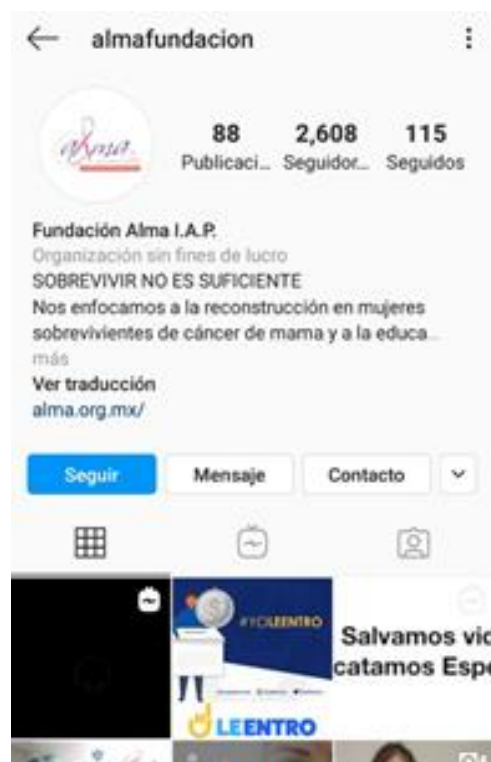 almafundacion
alma
88 2,608 115
Publicaci... Seguidor... Seguidos
Fundación Alma I.A.P.
Organización sin fines de lucro
SOBREVIVIR NO ES SUFICIENTE
Nos enfocamos a la reconstrucción en mujeres
sobrevivientes de cáncer de mama y a la educa...
más
Ver traducción
alma.org.mx/
Seguir Mensaje Contacto
#YOLEENTRO
Salvamos vid
catamos Espe
LEENTRO